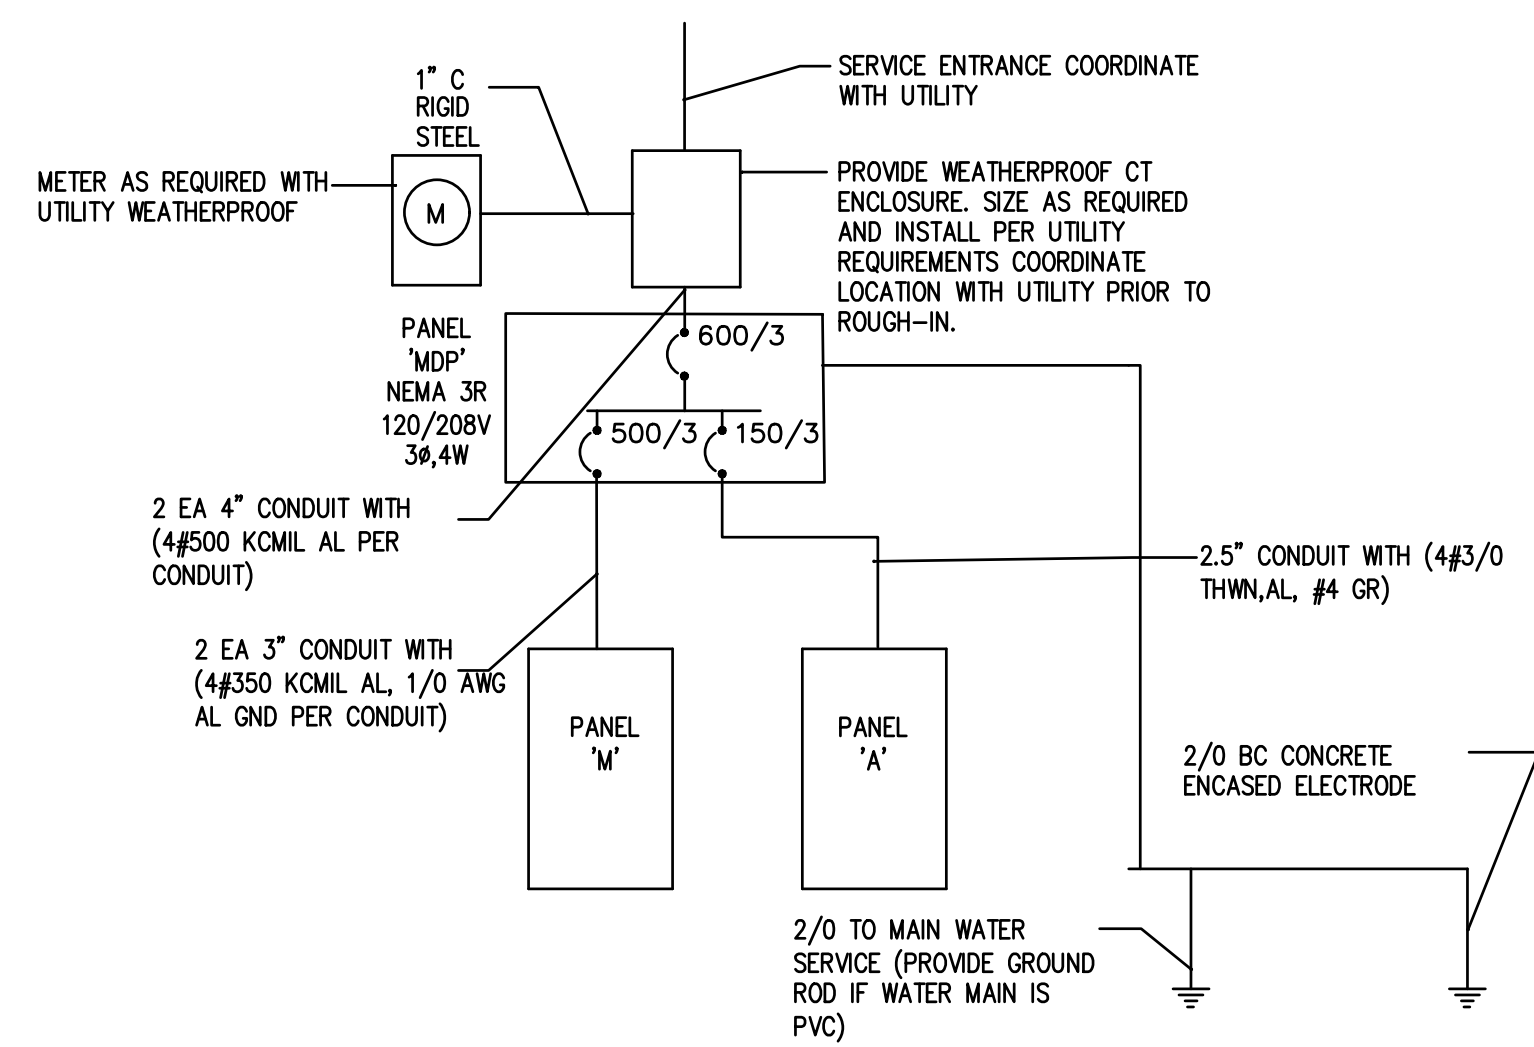 1" C
RIGID
STEEL
SERVICE ENTRANCE COORDINATE
WITH UTILITY
METER AS REQUIRED WITH
UTILITY WEATHERPROOF
M
PROVIDE WEATHERPROOF CT
ENCLOSURE. SIZE AS REQUIRED
AND INSTALL PER UTILITY
REQUIREMENTS COORDINATE
LOCATION WITH UTILITY PRIOR TO
ROUGH-IN.
PANEL
'MDP'
NEMA 3R
120/208V
3ø,4W
600/3
500/3
150/3
2 EA 4" CONDUIT WITH
(4#500 KCMIL AL PER
CONDUIT)
2.5" CONDUIT WITH (4#3/0
THWN,AL, #4 GR)
2 EA 3" CONDUIT WITH
(4#350 KCMIL AL, 1/0 AWG
AL GND PER CONDUIT)
PANEL
'M'
PANEL
'A'
2/0 BC CONCRETE
ENCASED ELECTRODE
2/0 TO MAIN WATER
SERVICE (PROVIDE GROUND
ROD IF WATER MAIN IS
PVC)